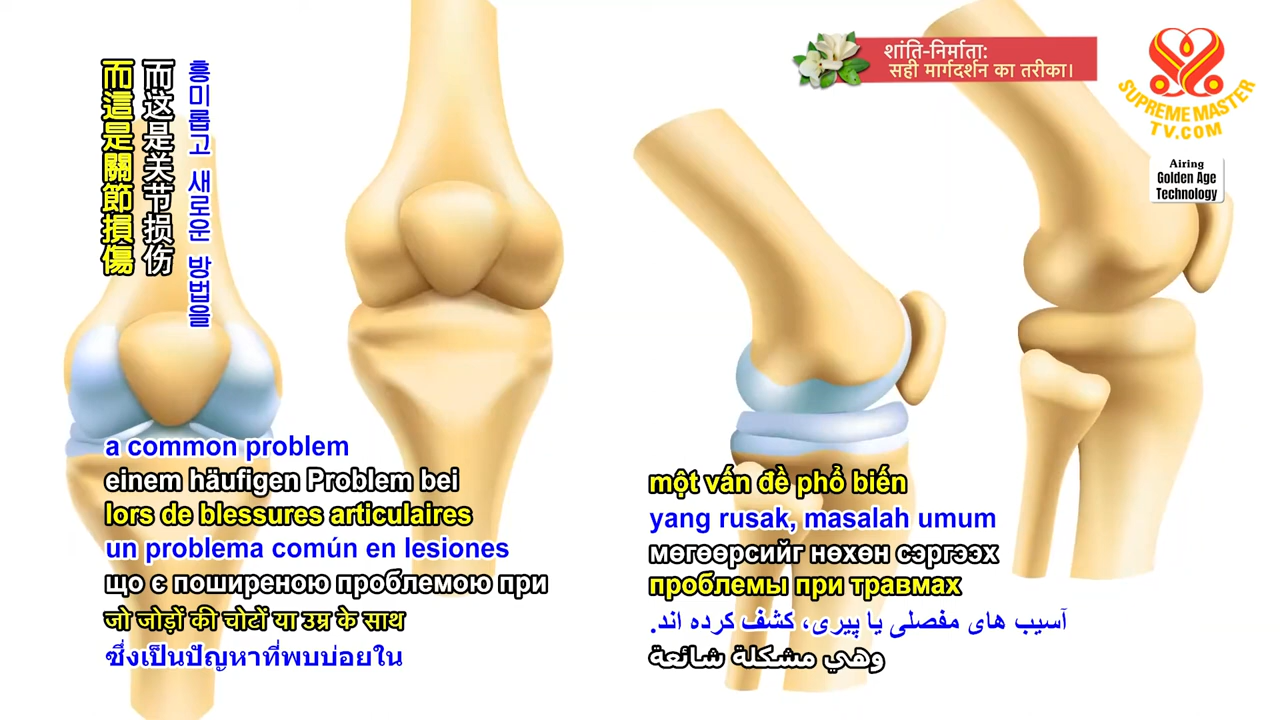 而這是關節損傷
而这是关节损伤
흥미롭고 새로운 방법을
शांति-निर्माता:
सही मार्गदर्शन का तरीका।
SUPREME MASTER
TV.COM
Airing
Golden Age
Technology
a common problem
einem häufigen Problem bei
lors de blessures articulaires
un problema común en lesiones
що є поширеною проблемою при
जो जोड़ों की चोटों या उम्र के साथ
ซึ่งเป็นปัญหาที่พบบ่อยใน
một vấn đề phổ biến
yang rusak, masalah umum
мөгөөрсийг нөхөн сэргээх
проблемы при травмах
آسیب های مفصلی یا پیری، کشف کرده اند.
وهي مشكلة شائعة